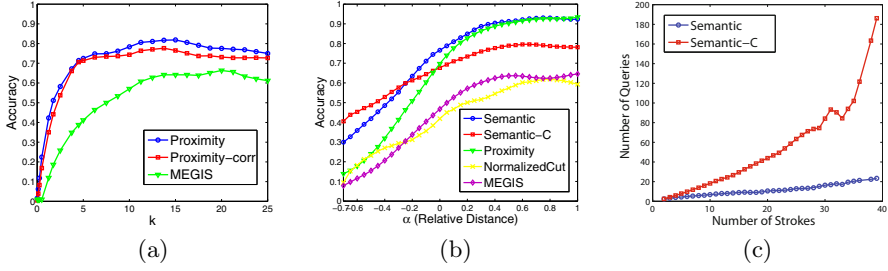 Accuracy
1
0.9
0.8
0.7
0.6
0.5
0.4
0.3
0.2
0.1
0
0 5 10 15 20 25
k
Proximity
Proximity-corr
MEGIS
(a)
Accuracy
1
0.9
0.8
0.7
0.6
0.5
0.4
0.3
0.2
0.1
0
-0.7-0.6 -0.4 -0.2 0 0.2 0.4 0.6 0.8 1
α (Relative Distance)
Semantic
Semantic-C
Proximity
NormalizedCut
MEGIS
(b)
Number of Queries
200
180
160
140
120
100
80
60
40
20
0
0 10 20 30 40
Number of Strokes
Semantic
Semantic-C
(c)